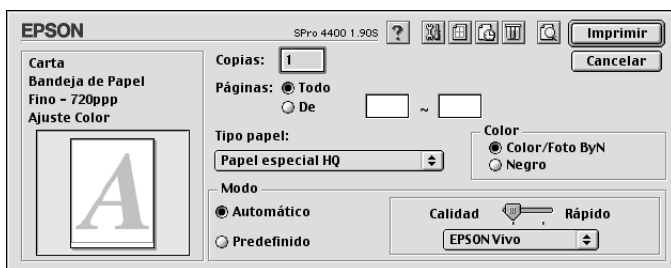 EPSON
SPro 4400 1.90S
?
Imprimir
Cancelar
Carta
Bandeja de Papel
Fino - 720ppp
Ajuste Color
A
Copias: 1
Páginas: Todo
De ~
Tipo papel:
Papel especial HQ
Color
Color/Foto ByN
Negro
Modo
Automático
Predefinido
Calidad Rápido
EPSON Vivo